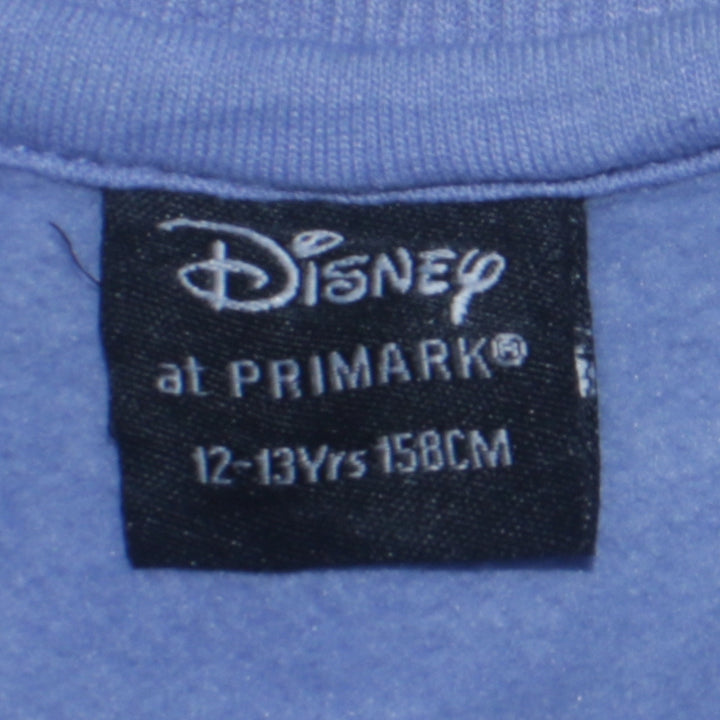 Disney
at PRIMARK®
12-13Yrs 158CM